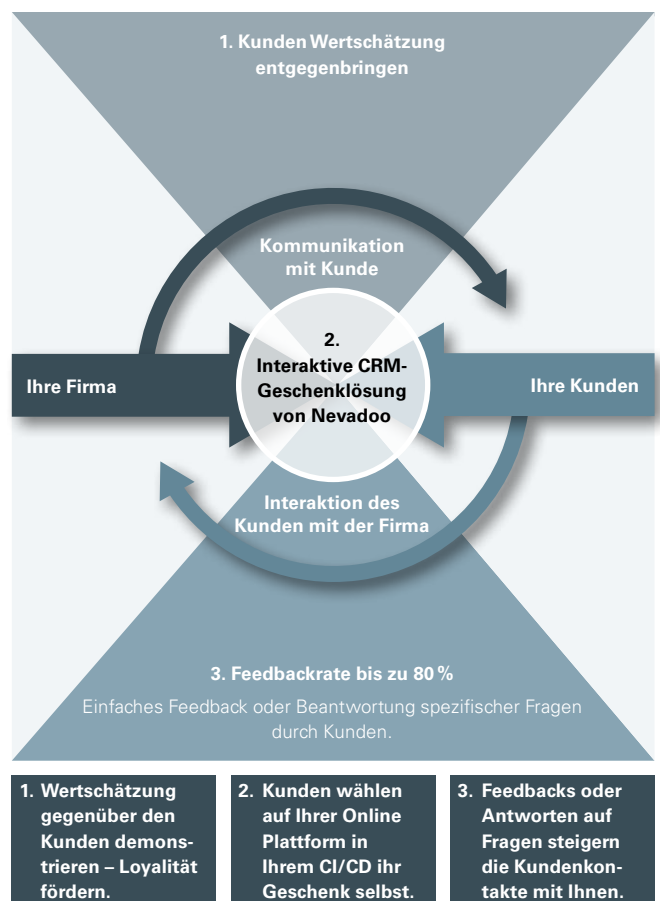 1. Kunden Wertschätzung
entgegenbringen
Kommunikation
mit Kunde
2.
Interaktive CRM-
Geschenklösung
von Nevadoo
Ihre Firma
Ihre Kunden
Interaktion des
Kunden mit der Firma
3. Feedbackrate bis zu 80 %
Einfaches Feedback oder Beantwortung spezifischer Fragen
durch Kunden.
1. Wertschätzung
gegenüber den
Kunden demons-
trieren – Loyalität
fördern.
2. Kunden wählen
auf Ihrer Online
Plattform in
Ihrem CI/CD ihr
Geschenk selbst.
3. Feedbacks oder
Antworten auf
Fragen steigern
die Kundenkon-
takte mit Ihnen.